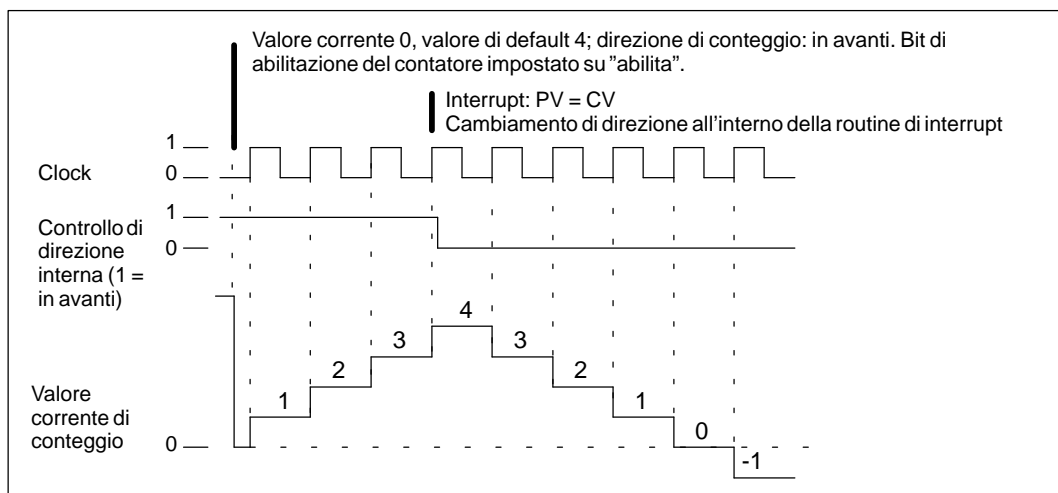 Valore corrente 0, valore di default 4; direzione di conteggio: in avanti. Bit di
abilitazione del contatore impostato su ”abilita”.
Interrupt: PV = CV
Cambiamento di direzione all'interno della routine di interrupt
1
Clock
0
1
Controllo di
direzione
interna (1 =
in avanti)
0
4
3
3
2
2
1
1
Valore
corrente di
conteggio
0
0
-1